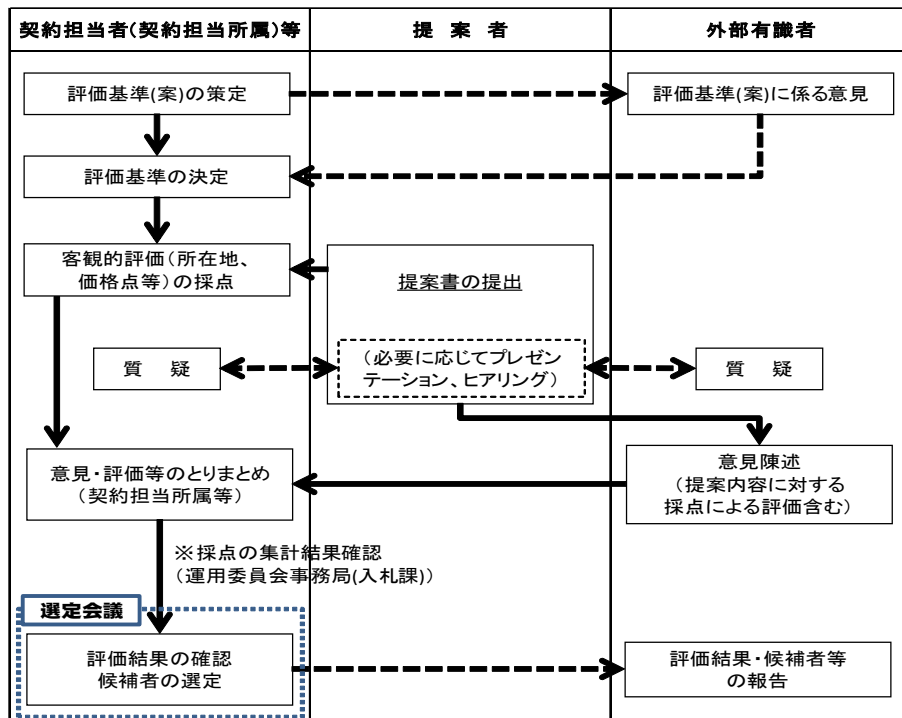 契約担当者(契約担当所属)等
提 案 者
外部有識者
評価基準(案)の策定
評価基準(案)に係る意見
評価基準の決定
客観的評価(所在地、
価格点等)の採点
提案書の提出
(必要に応じてプレゼン
テーション、ヒアリング)
質 疑
質 疑
意見・評価等のとりまとめ
(契約担当所属等)
意見陳述
(提案内容に対する
採点による評価含む)
※採点の集計結果確認
(運用委員会事務局(入札課))
選定会議
評価結果の確認
候補者の選定
評価結果・候補者等
の報告